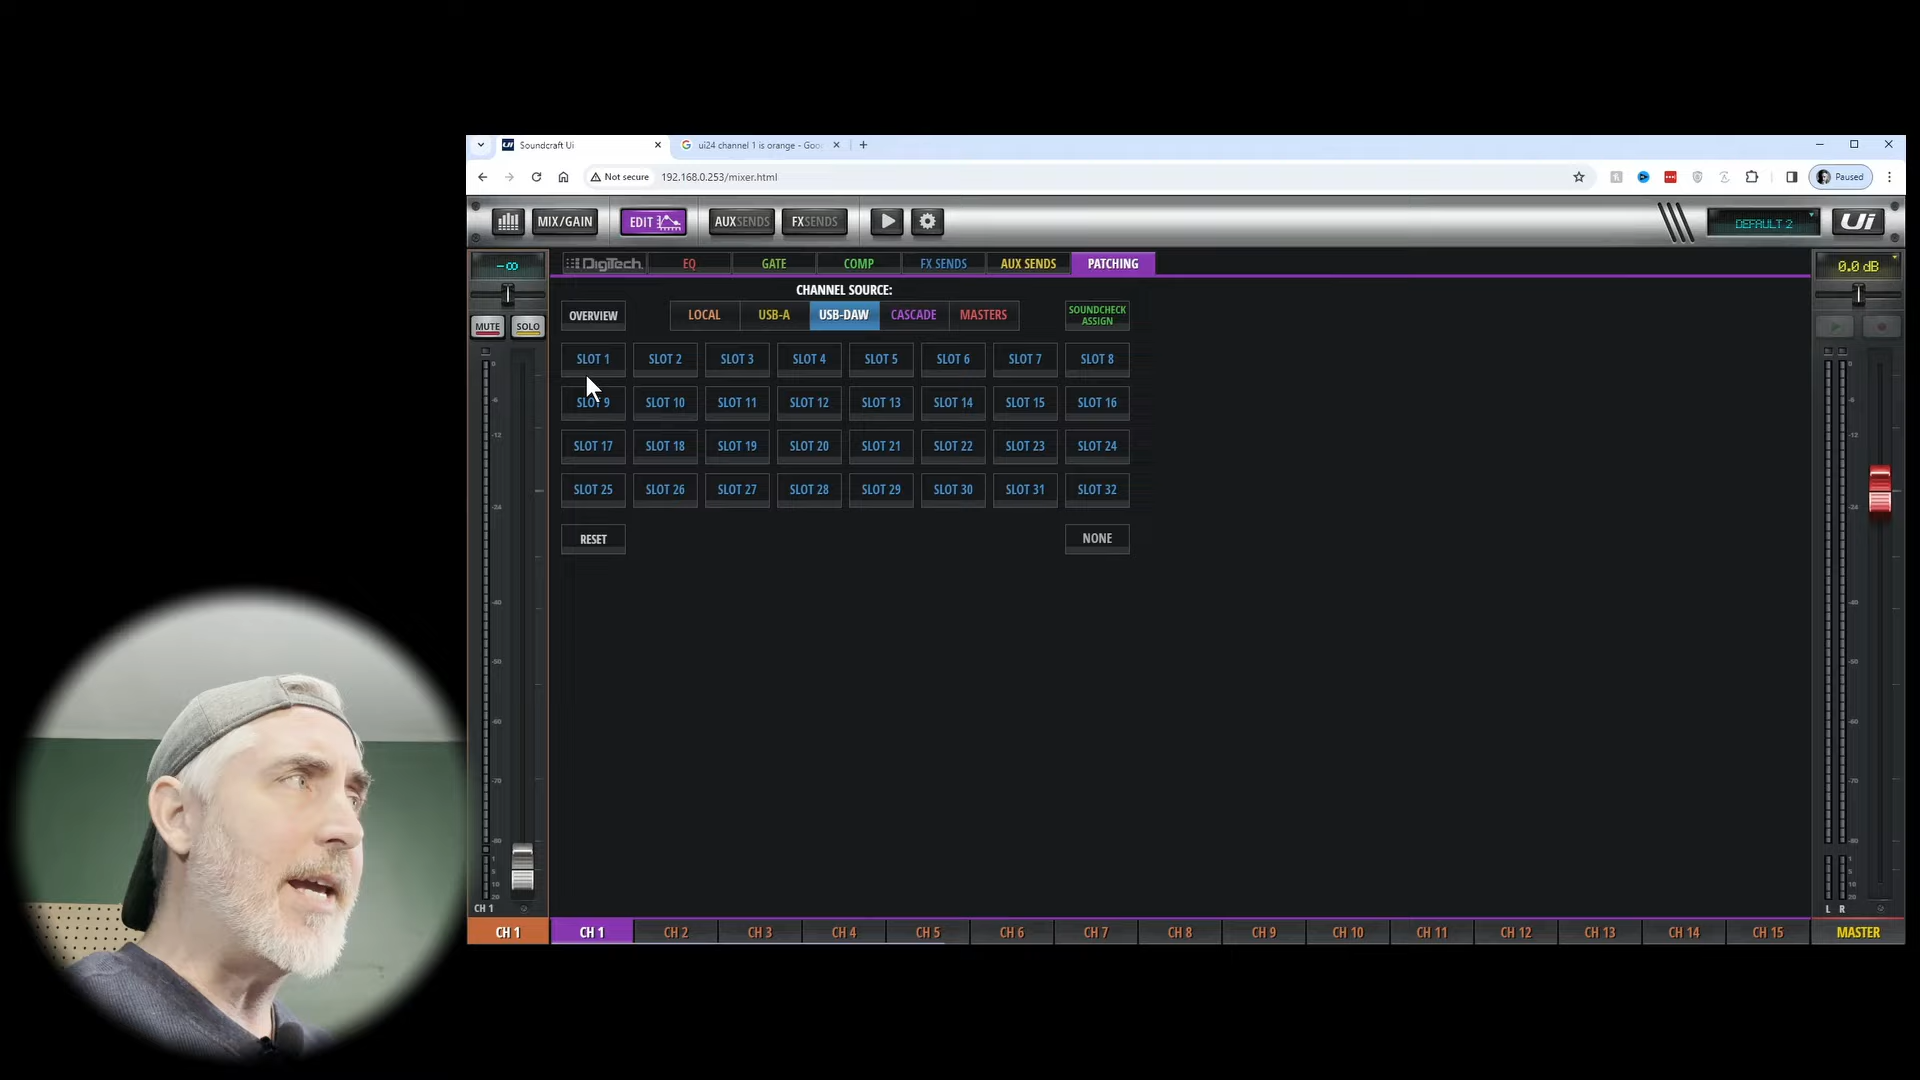 Soundcraft Ui
ui24 channel 1 is orange - Goo
Not secure 192.168.0.253/mixer.html
Paused
MIX/GAIN EDIT AUXSENDS FXSENDS
DEFAULT 2
Ui
-∞
DigiTech EQ GATE COMP FX SENDS AUX SENDS PATCHING
0.0 dB
CHANNEL SOURCE:
OVERVIEW LOCAL USB-A USB-DAW CASCADE MASTERS SOUNDCHECK
ASSIGN
MUTE SOLO
SLOT 1 SLOT 2 SLOT 3 SLOT 4 SLOT 5 SLOT 6 SLOT 7 SLOT 8
SLOT 9 SLOT 10 SLOT 11 SLOT 12 SLOT 13 SLOT 14 SLOT 15 SLOT 16
SLOT 17 SLOT 18 SLOT 19 SLOT 20 SLOT 21 SLOT 22 SLOT 23 SLOT 24
SLOT 25 SLOT 26 SLOT 27 SLOT 28 SLOT 29 SLOT 30 SLOT 31 SLOT 32
RESET NONE
CH 1
L R
CH 1 CH 1 CH 2 CH 3 CH 4 CH 5 CH 6 CH 7 CH 8 CH 9 CH 10 CH 11 CH 12 CH 13 CH 14 CH 15 MASTER